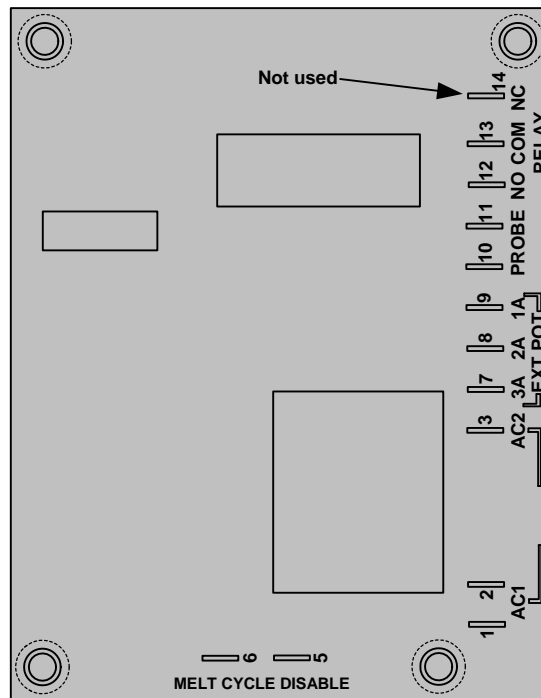 Not used
14 NC
13 COM
12 NO
RELAY
11
10
PROBE
9 1A
8 2A
7 3A
EXT POT
3 AC2
2
1
AC1
6
5
MELT CYCLE DISABLE